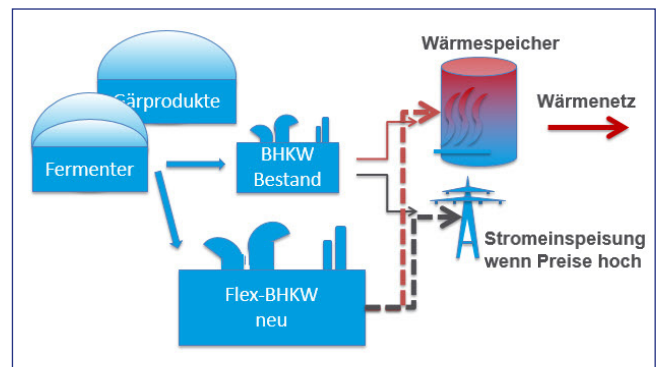 Wärmespeicher
Gärprodukte
Wärmenetz
Fermenter
BHKW
Bestand
Stromeinspeisung
wenn Preise hoch
Flex-BHKW
neu